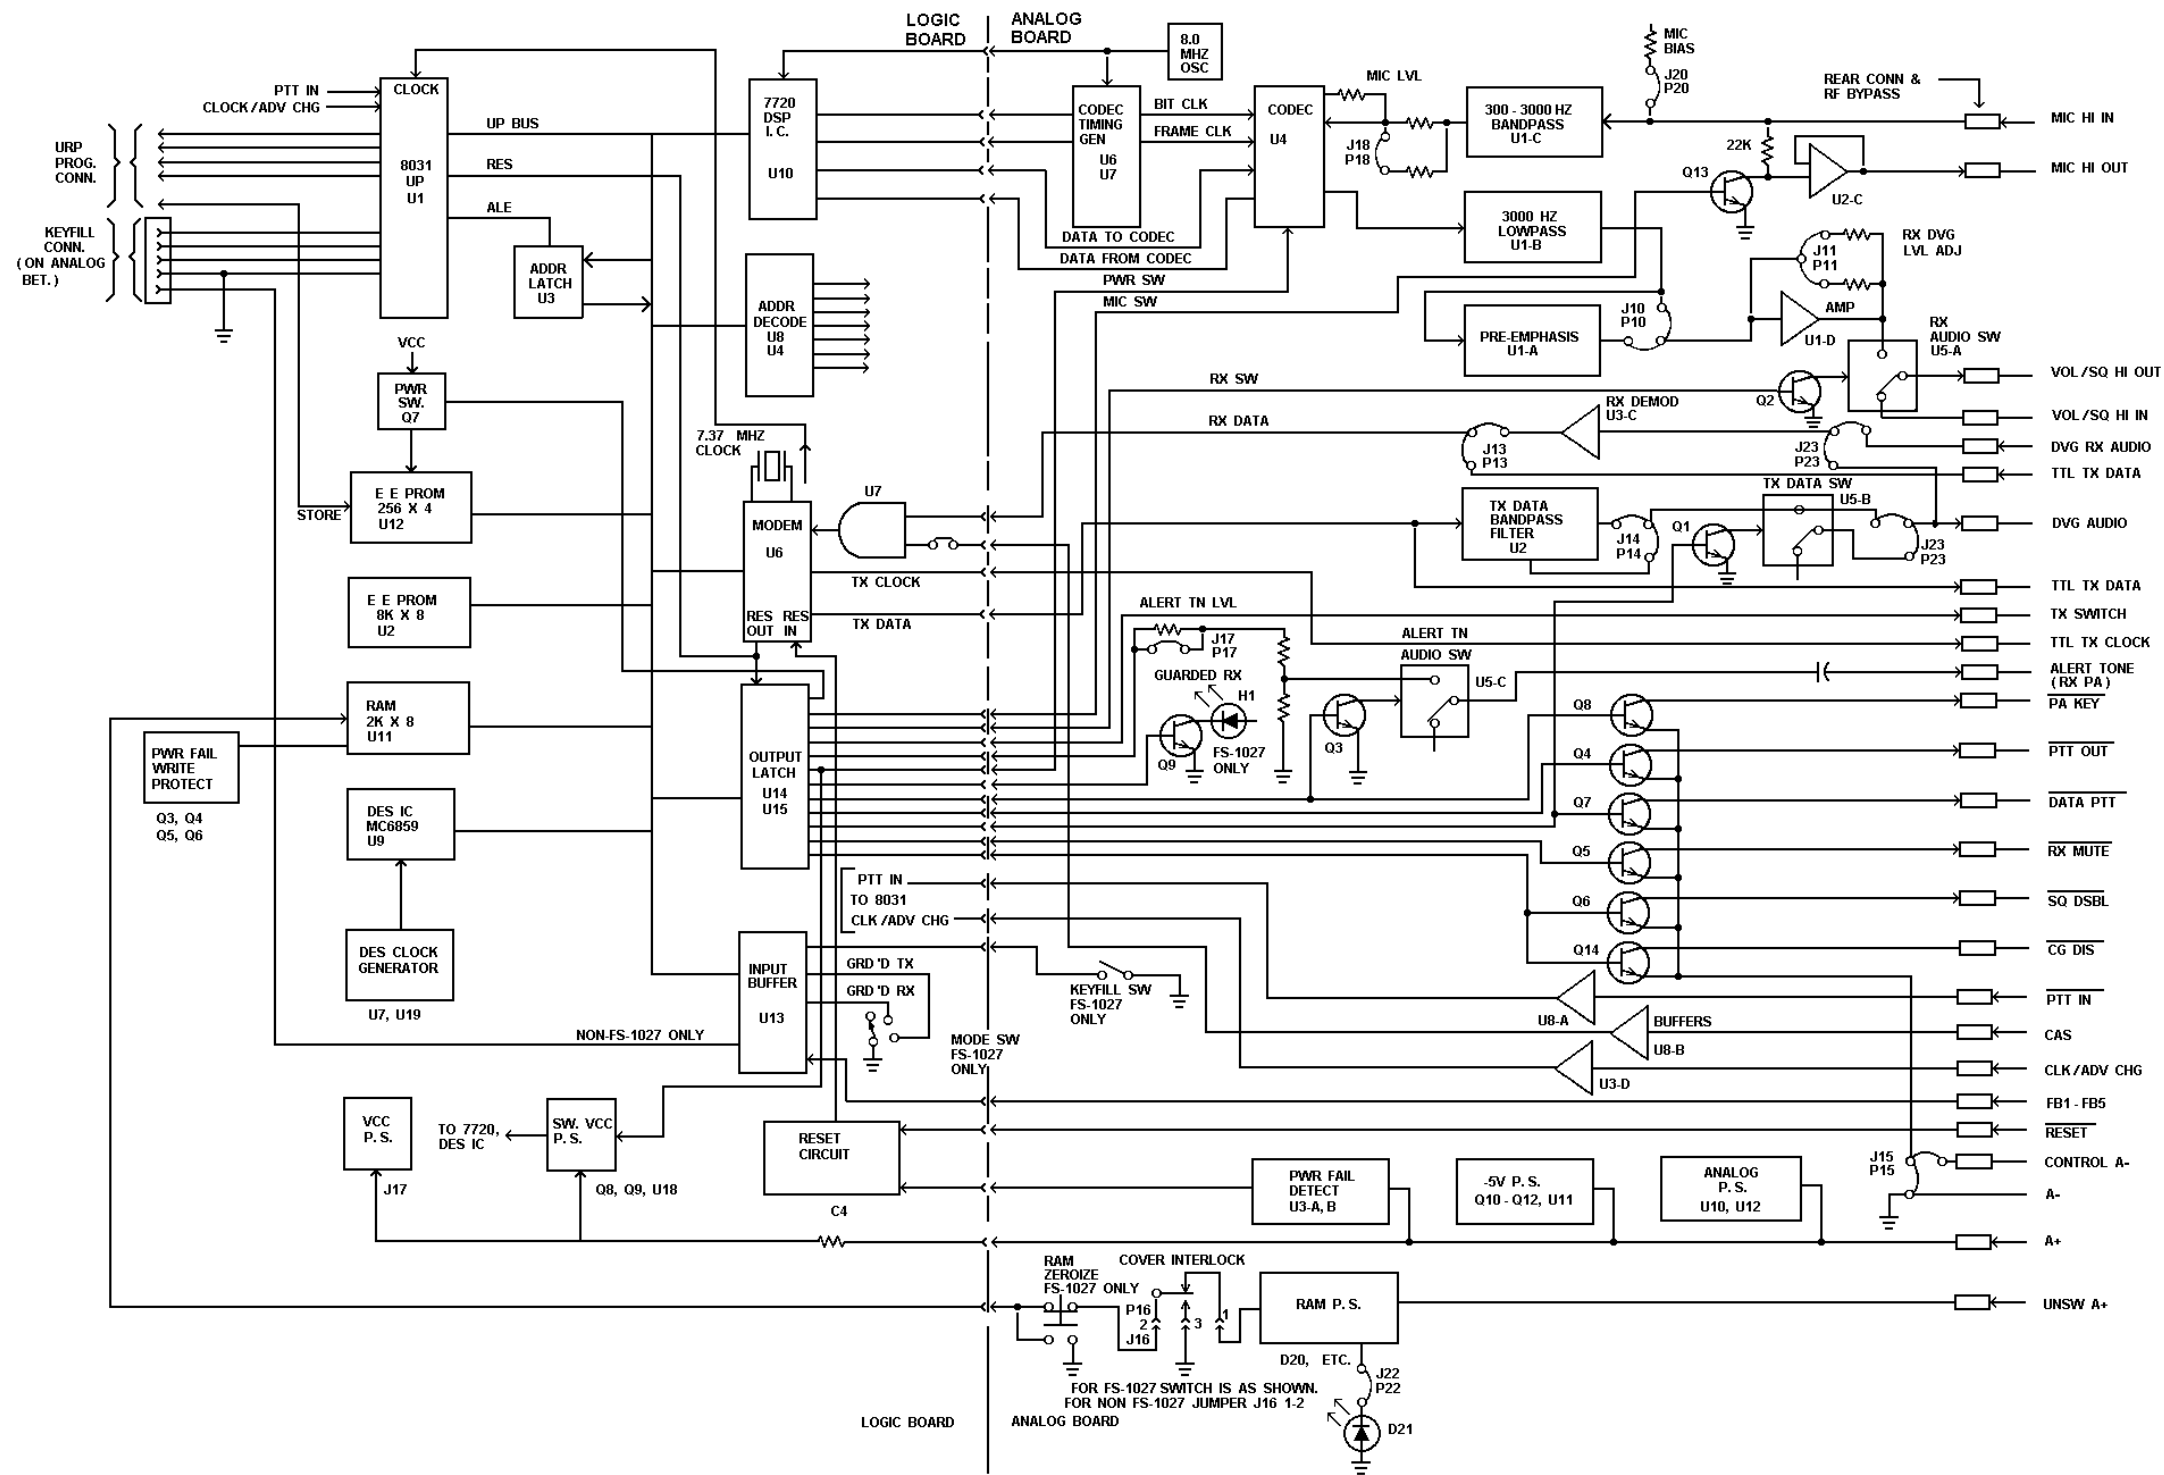 LOGIC
BOARD
ANALOG
BOARD
8.0
MHZ
OSC
MIC
BIAS
J20
P20
MIC LVL
REAR CONN &
RF BYPASS
PTT IN
CLOCK/ADV CHG
CLOCK
8031
UP
U1
UP BUS
RES
ALE
7720
DSP
I.C.
U10
CODEC
TIMING
GEN
U6
U7
BIT CLK
FRAME CLK
CODEC
U4
J18
P18
300 - 3000 HZ
BANDPASS
U1-C
22K
Q13
U2-C
MIC HI IN
MIC HI OUT
URP
PROG.
CONN.
KEYFILL
CONN.
(ON ANALOG
BET.)
ADDR
LATCH
U3
ADDR
DECODE
U8
U4
DATA TO CODEC
DATA FROM CODEC
PWR SW
MIC SW
3000 HZ
LOWPASS
U1-B
RX DVG
LVL ADJ
J11
P11
PRE-EMPHASIS
U1-A
J10
P10
AMP
U1-D
RX
AUDIO SW
U5-A
VCC
PWR
SW.
Q7
RX SW
RX DATA
Q2
RX DEMOD
U3-C
VOL/SQ HI OUT
VOL/SQ HI IN
J13
P13
J23
P23
DVG RX AUDIO
TTL TX DATA
7.37 MHZ
CLOCK
STORE
E E PROM
256 X 4
U12
MODEM
U6
RES RES
OUT IN
U7
TX DATA
BANDPASS
FILTER
U2
J14
P14
Q1
TX DATA SW
U5-B
J23
P23
DVG AUDIO
TX CLOCK
TX DATA
E E PROM
8K X 8
U2
ALERT TN LVL
TTL TX DATA
TX SWITCH
TTL TX CLOCK
J17
P17
ALERT TN
AUDIO SW
U5-C
ALERT TONE
(RX PA)
GUARDED RX
H1
FS-1027
ONLY
Q9
Q3
RAM
2K X 8
U11
PWR FAIL
WRITE
PROTECT
Q3, Q4
Q5, Q6
OUTPUT
LATCH
U14
U15
Q8
PA KEY
Q4
PTT OUT
Q7
DATA PTT
Q5
RX MUTE
Q6
SQ DSBL
Q14
CG DIS
DES IC
MC6859
U9
PTT IN
TO 8031
CLK/ADV CHG
DES CLOCK
GENERATOR
U7, U19
INPUT
BUFFER
U13
GRD'D TX
GRD'D RX
KEYFILL SW
FS-1027
ONLY
MODE SW
FS-1027
ONLY
NON-FS-1027 ONLY
U8-A
BUFFERS
U8-B
U3-D
PTT IN
CAS
CLK/ADV CHG
FB1-FB5
RESET
VCC
P.S.
J17
TO 7720,
DES IC
SW. VCC
P.S.
Q8, Q9, U18
RESET
CIRCUIT
C4
PWR FAIL
DETECT
U3-A, B
-5V P.S.
Q10 - Q12, U11
ANALOG
P.S.
U10, U12
J15
P15
CONTROL A-
A-
A+
RAM
ZEROIZE
FS-1027 ONLY
COVER INTERLOCK
P16
2
J16
3
1
RAM P.S.
UNSW A+
D20, ETC.
J22
P22
D21
FOR FS-1027 SWITCH IS AS SHOWN.
FOR NON FS-1027 JUMPER J16 1-2
LOGIC BOARD
ANALOG BOARD